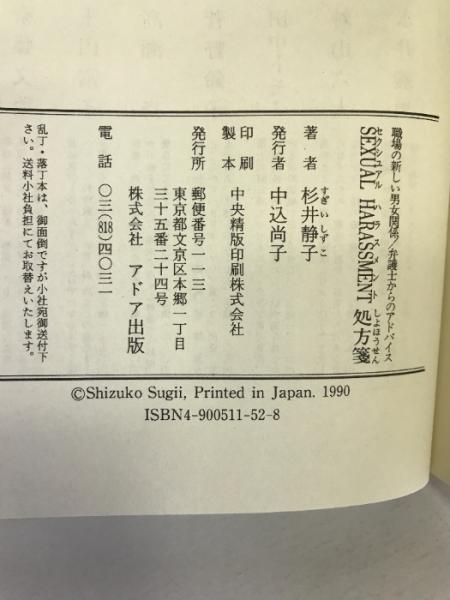 職場の新しい男女関係/弁護士からのアドバイス
セクシュアル ハラスメント しょほうせん
SEXUAL HARASSMENT 処方箋
すぎ い しず こ
著者 杉井静子
発行者 中込尚子
印刷
製本 中央精版印刷株式会社
発行所 郵便番号一一三
東京都文京区本郷一丁目
三十五番二十四号
株式会社 アドア出版
電話 〇三(818)四〇三一
乱丁・落丁本は、御面倒ですが小社宛御送付下
さい。送料小社負担にてお取替えいたします。
©Shizuko Sugii, Printed in Japan. 1990
ISBN4-900511-52-8